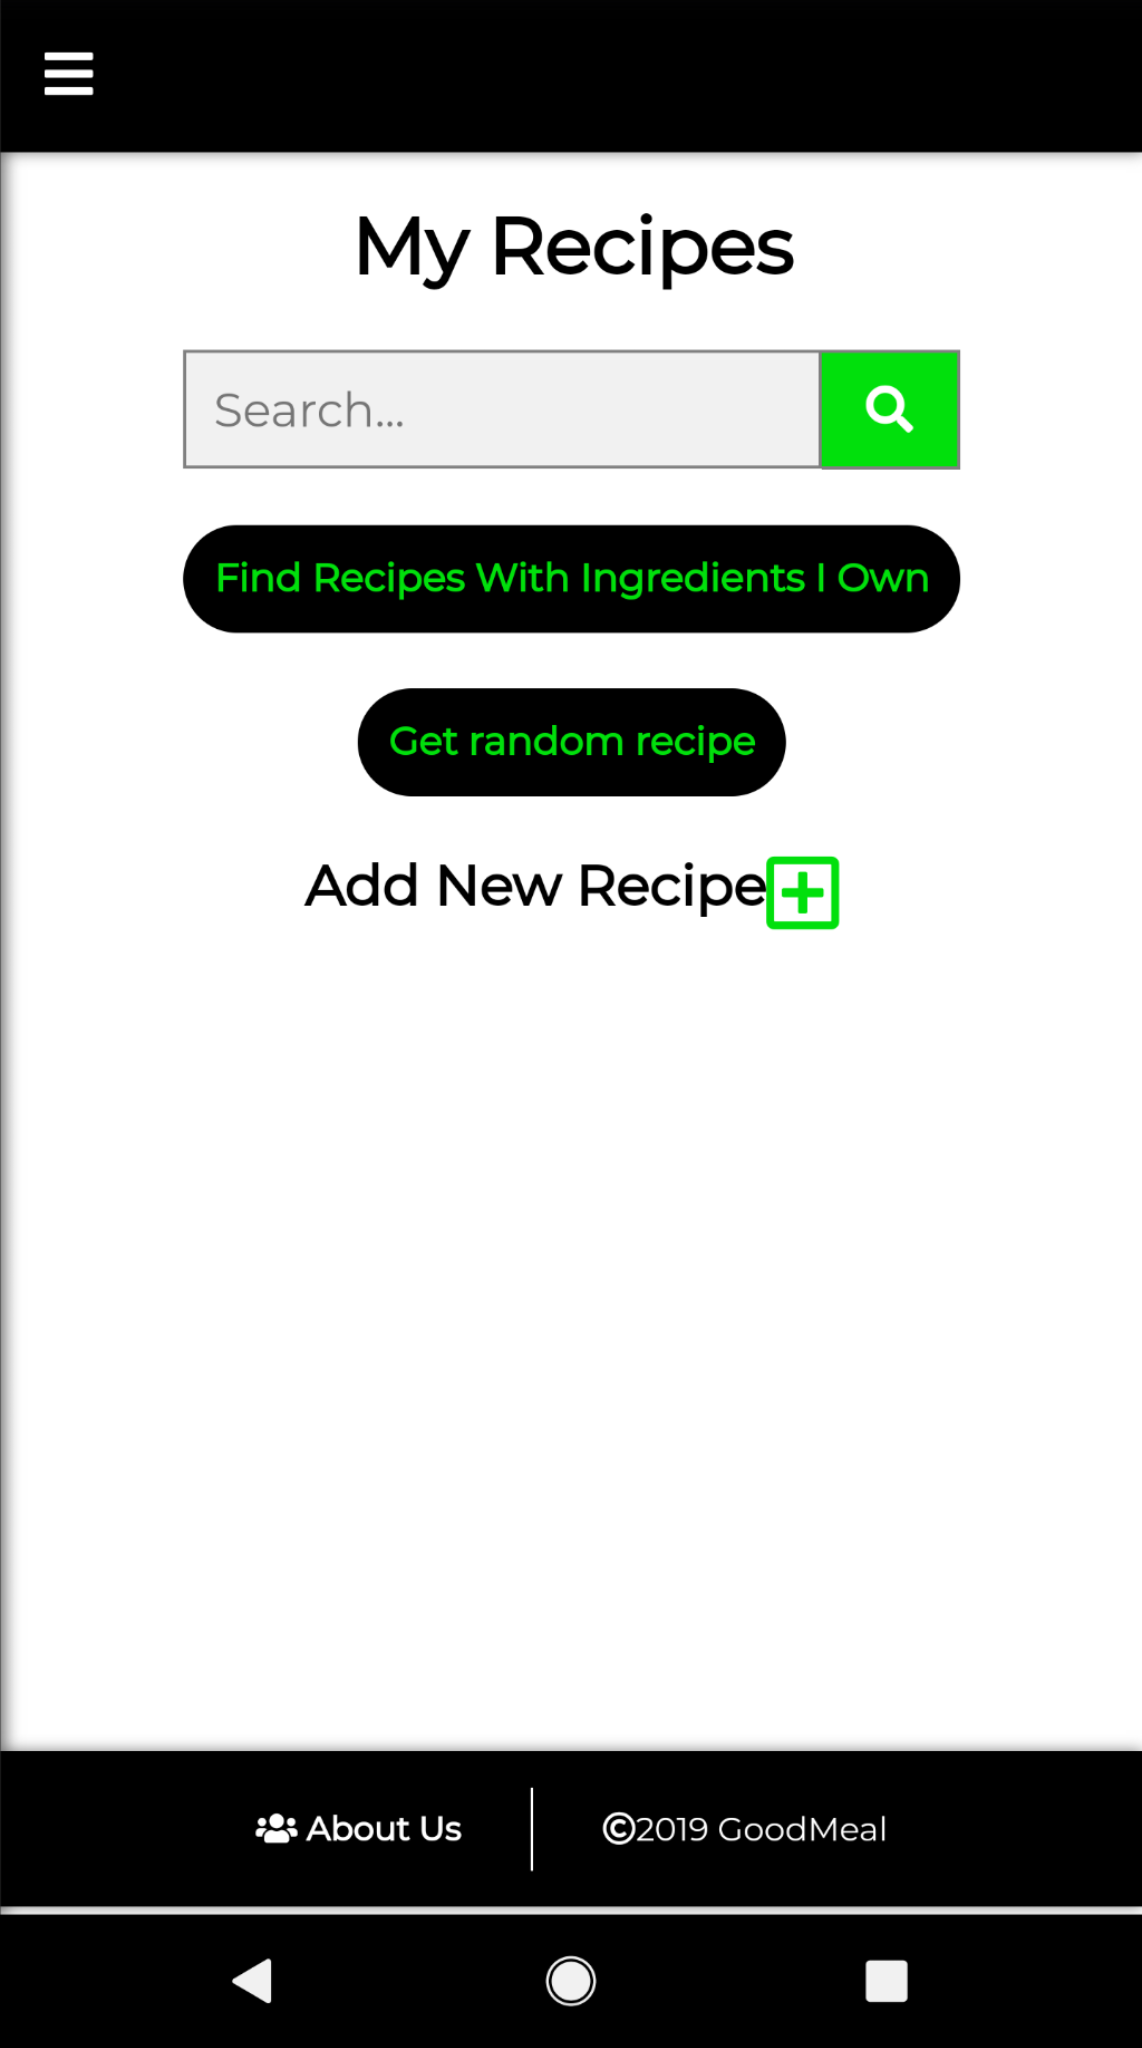 My Recipes
Search...
Find Recipes With Ingredients I Own
Get random recipe
Add New Recipe
About Us
©2019 GoodMeal